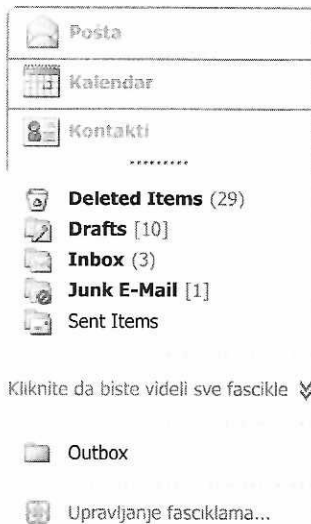 Pošta
Kalendar
Kontakti
Deleted Items (29)
Drafts [10]
Inbox (3)
Junk E-Mail [1]
Sent Items
Kliknite da biste videli sve fascikle
Outbox
Upravljanje fasciklama...